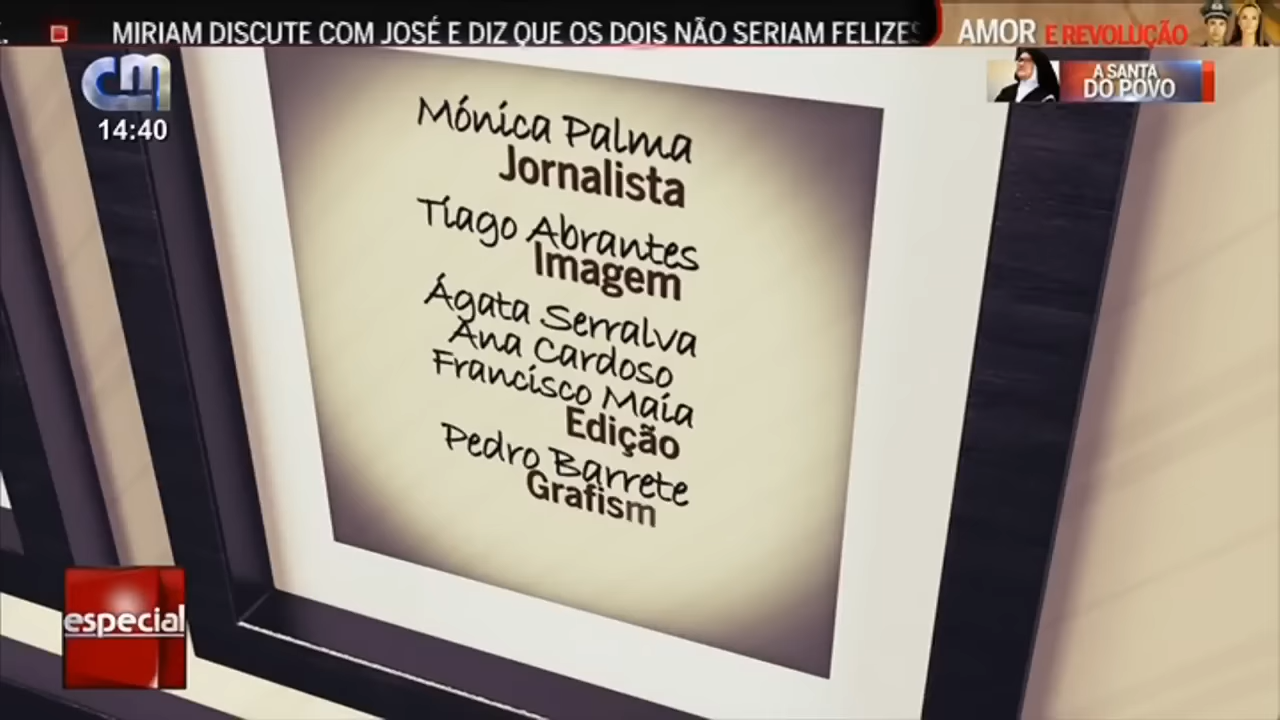 MIRIAM DISCUTE COM JOSÉ E DIZ QUE OS DOIS NÃO SERIAM FELIZES
AMOR E REVOLUÇÃO
CM
14:40
A SANTA
DO POVO
Mónica Palma
Jornalista
Tiago Abrantes
Imagem
Ágata Serralva
Ana Cardoso
Francisco Maia
Edição
Pedro Barrete
Grafism
especial